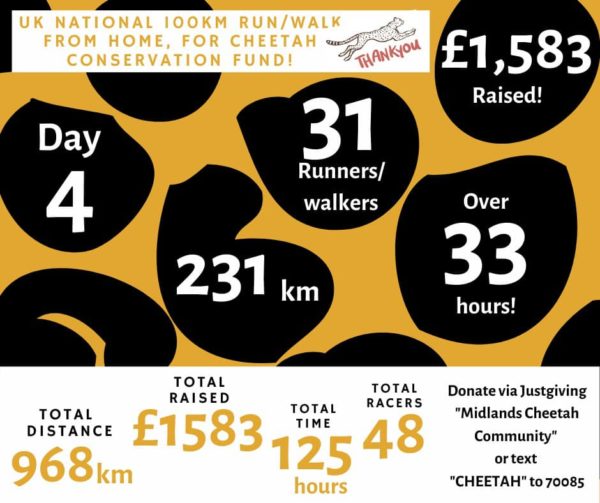 UK NATIONAL 100KM RUN/WALK
FROM HOME, FOR CHEETAH
CONSERVATION FUND!
THANKYOU
£1,583
Raised!
Day
4
31
Runners/
walkers
231 km
Over
33
hours!
TOTAL
DISTANCE
968km
TOTAL
RAISED
£1583
TOTAL
TIME
125
hours
TOTAL
RACERS
48
Donate via Justgiving
"Midlands Cheetah
Community"
or text
"CHEETAH" to 70085